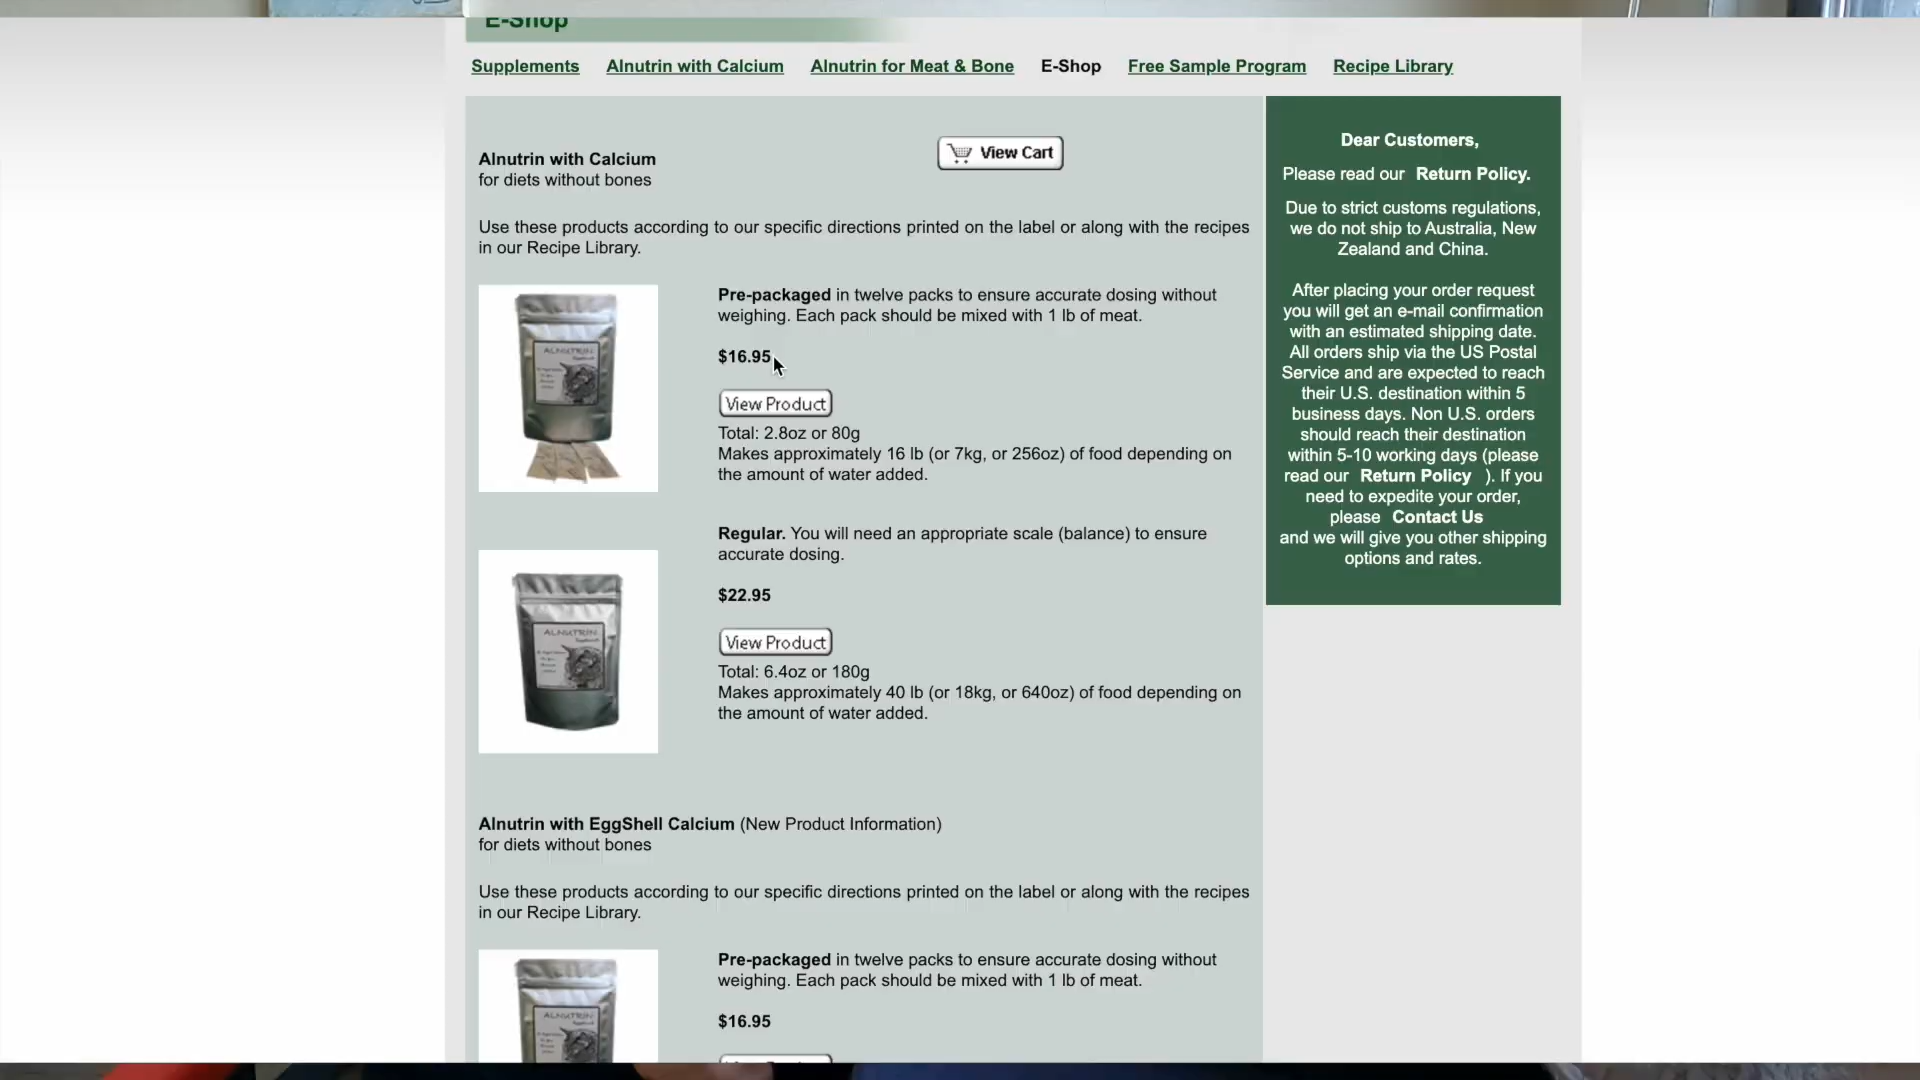 E-Shop
Supplements Alnutrin with Calcium Alnutrin for Meat & Bone E-Shop Free Sample Program Recipe Library
View Cart
Alnutrin with Calcium
for diets without bones
Use these products according to our specific directions printed on the label or along with the recipes
in our Recipe Library.
ALNUTRIN
Pre-packaged in twelve packs to ensure accurate dosing without
weighing. Each pack should be mixed with 1 lb of meat.
$16.95
View Product
Total: 2.8oz or 80g
Makes approximately 16 lb (or 7kg, or 256oz) of food depending on
the amount of water added.
ALNUTRIN
Regular. You will need an appropriate scale (balance) to ensure
accurate dosing.
$22.95
View Product
Total: 6.4oz or 180g
Makes approximately 40 lb (or 18kg, or 640oz) of food depending on
the amount of water added.
Alnutrin with EggShell Calcium (New Product Information)
for diets without bones
Use these products according to our specific directions printed on the label or along with the recipes
in our Recipe Library.
ALNUTRIN
Pre-packaged in twelve packs to ensure accurate dosing without
weighing. Each pack should be mixed with 1 lb of meat.
$16.95
Dear Customers,
Please read our Return Policy.
Due to strict customs regulations,
we do not ship to Australia, New
Zealand and China.
After placing your order request
you will get an e-mail confirmation
with an estimated shipping date.
All orders ship via the US Postal
Service and are expected to reach
their U.S. destination within 5
business days. Non U.S. orders
should reach their destination
within 5-10 working days (please
read our Return Policy ). If you
need to expedite your order,
please Contact Us
and we will give you other shipping
options and rates.